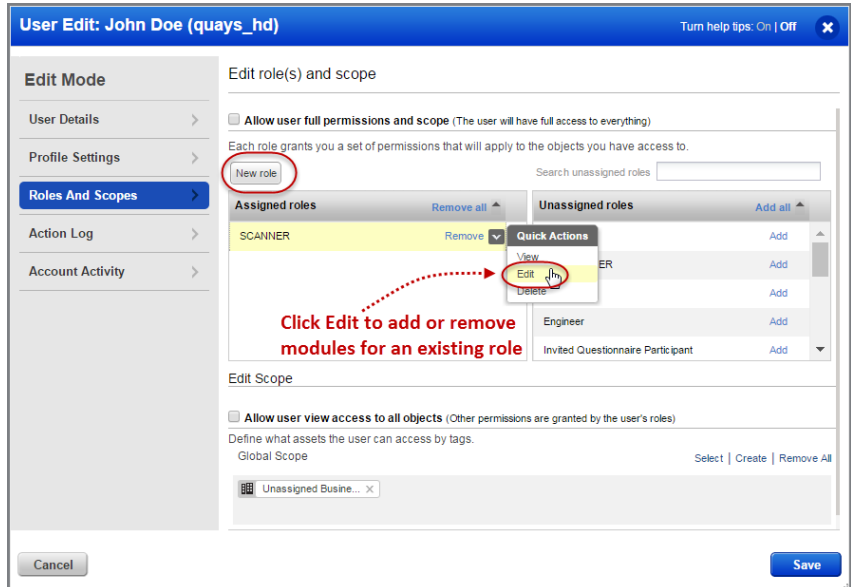 User Edit: John Doe (quays_hd)
Turn help tips: On | Off
Edit Mode
User Details
Profile Settings
Roles And Scopes
Action Log
Account Activity
Edit role(s) and scope
Allow user full permissions and scope (The user will have full access to everything)
Each role grants you a set of permissions that will apply to the objects you have access to.
New role
Search unassigned roles
Assigned roles
Remove all
Unassigned roles
Add all
SCANNER
Remove
Quick Actions
View
Edit
Delete
Add
ER
Add
Add
Engineer
Add
Invited Questionnaire Participant
Add
Click Edit to add or remove
modules for an existing role
Edit Scope
Allow user view access to all objects (Other permissions are granted by the user's roles)
Define what assets the user can access by tags.
Global Scope
Select | Create | Remove All
Unassigned Busine...
Cancel
Save